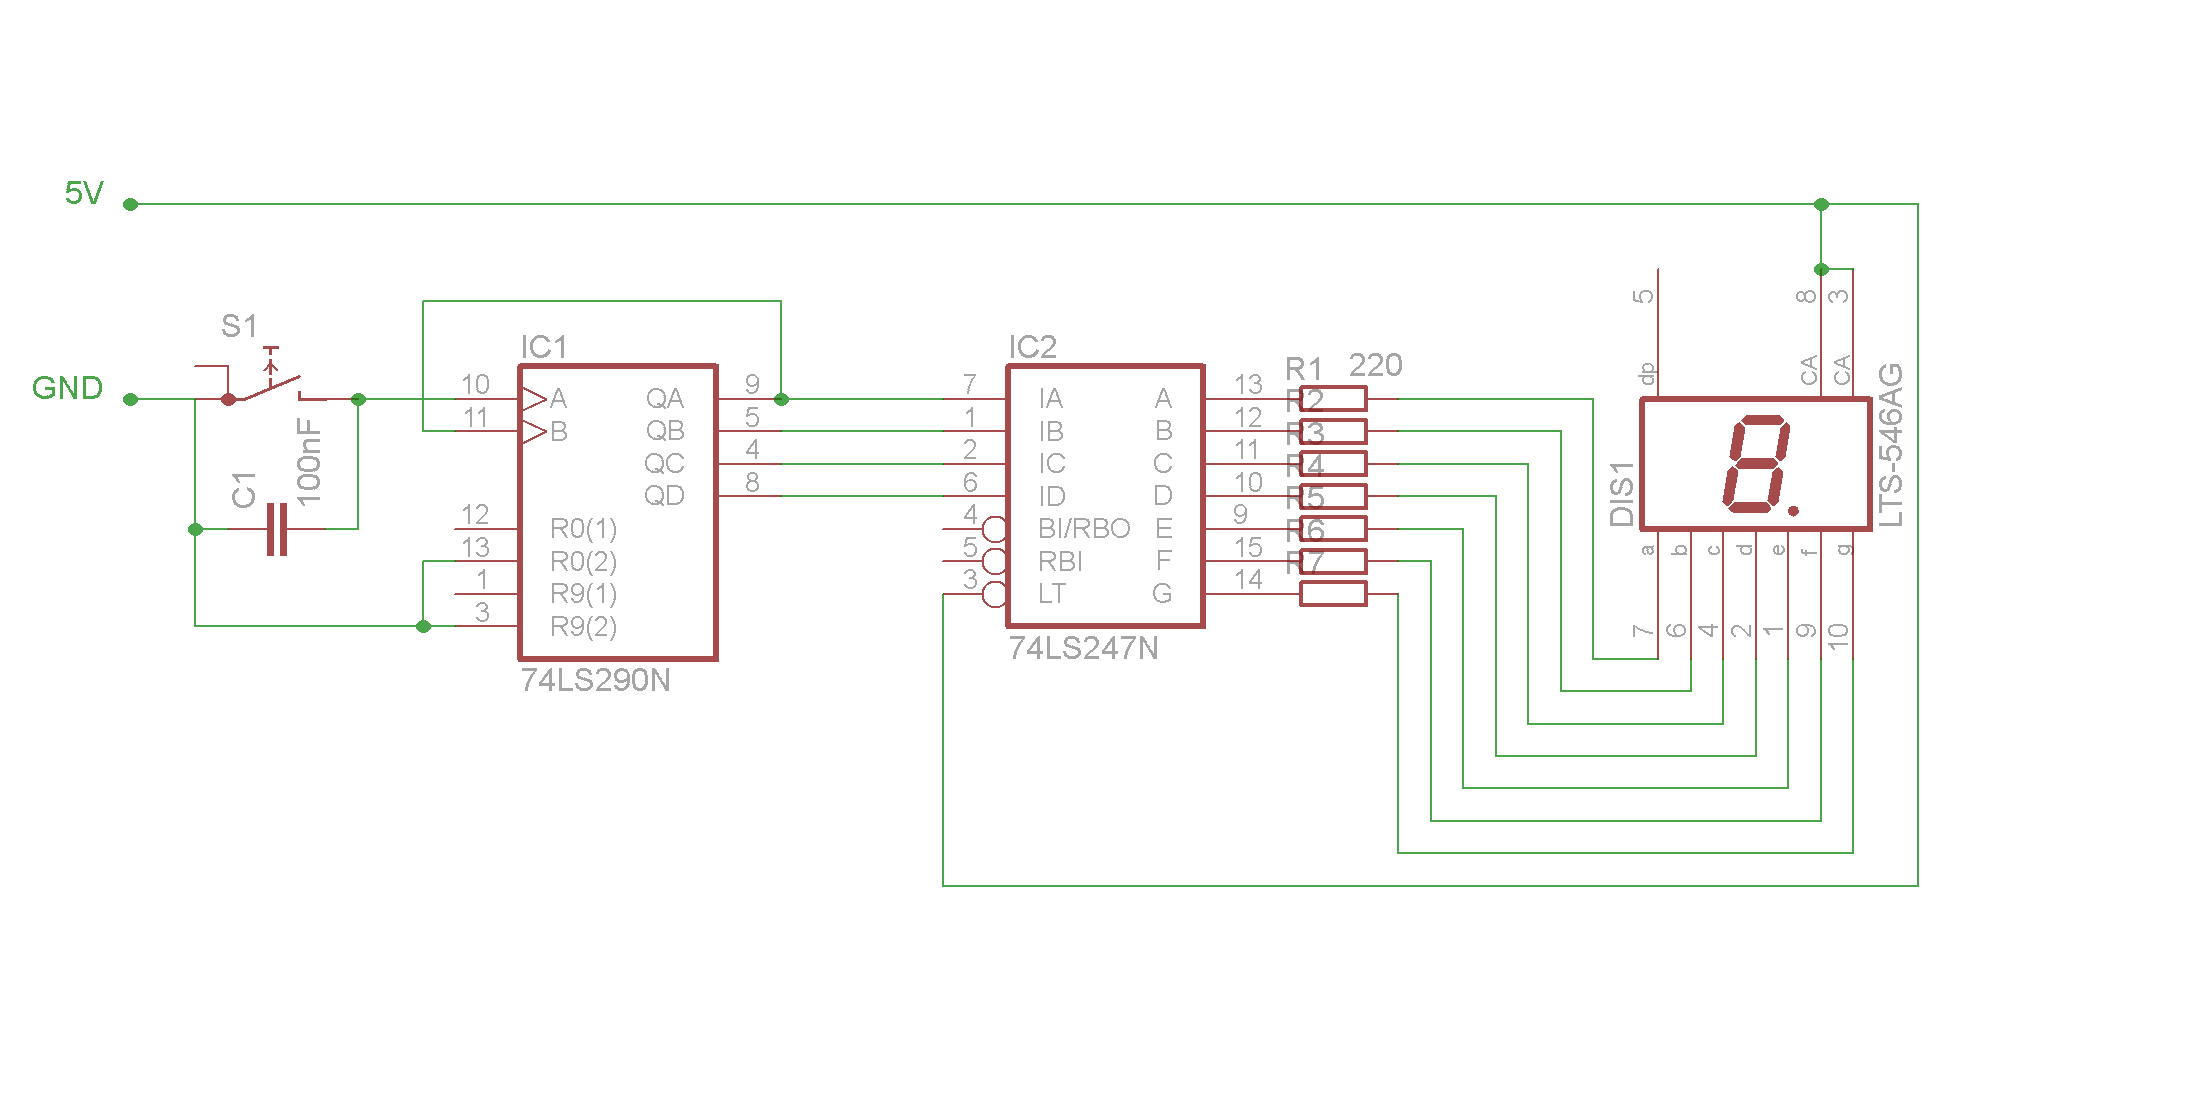 5V
GND
S1
C1
100nF
IC1
10 A QA 9
11 B QB 5
QC 4
QD 8
12 R0(1)
13 R0(2)
1 R9(1)
3 R9(2)
74LS290N
IC2
7 IA A 13
1 IB B 12
2 IC C 11
6 ID D 10
4 BI/RBO E 9
5 RBI F 15
3 LT G 14
74LS247N
R1 220
R2
R3
R4
R5
R6
R7
5 8 3
dp CA CA
DIS1
LTS-546AG
a b c d e f g
7 6 4 2 1 9 10